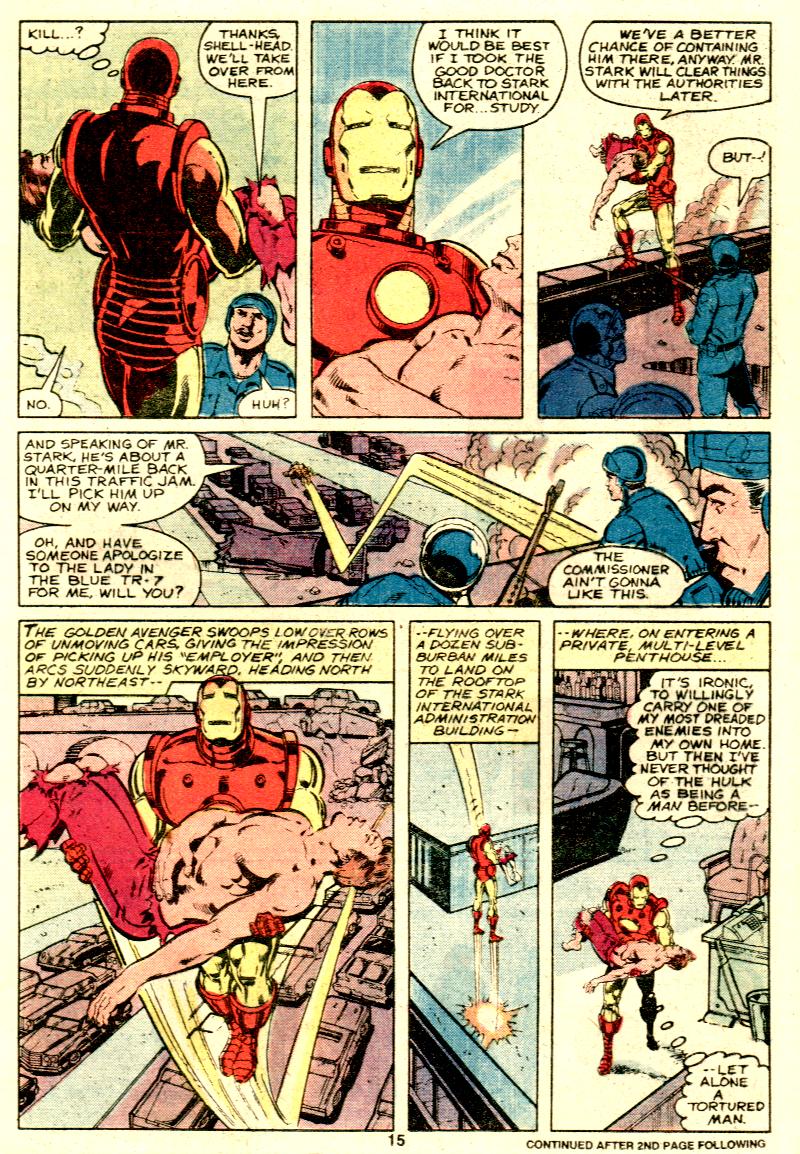 KILL...?
THANKS,
SHELL-HEAD.
WE'LL TAKE
OVER FROM
HERE.
NO.
HUH?
I THINK IT
WOULD BE BEST
IF I TOOK THE
GOOD DOCTOR
BACK TO STARK
INTERNATIONAL
FOR...STUDY.
WE'VE A BETTER
CHANCE OF CONTAINING
HIM THERE, ANYWAY. MR.
STARK WILL CLEAR THINGS
WITH THE AUTHORITIES
LATER.
BUT--!
AND SPEAKING OF MR.
STARK, HE'S ABOUT A
QUARTER-MILE BACK
IN THIS TRAFFIC JAM.
I'LL PICK HIM UP
ON MY WAY.
OH, AND HAVE
SOMEONE APOLOGIZE
TO THE LADY IN
THE BLUE TR-7
FOR ME, WILL YOU?
THE
COMMISSIONER
AIN'T GONNA
LIKE THIS.
THE GOLDEN AVENGER SWOOPS LOW OVER ROWS
OF UNMOVING CARS, GIVING THE IMPRESSION
OF PICKING UP HIS "EMPLOYER", AND THEN
ARCS SUDDENLY SKYWARD, HEADING NORTH
BY NORTHEAST--
--FLYING OVER
A DOZEN SUB-
URBAN MILES
TO LAND ON
THE ROOFTOP
OF THE STARK
INTERNATIONAL
ADMINISTRATION
BUILDING--
--WHERE, ON ENTERING A
PRIVATE, MULTI-LEVEL
PENTHOUSE...
IT'S IRONIC,
TO WILLINGLY
CARRY ONE OF
MY MOST DREADED
ENEMIES INTO
MY OWN HOME.
BUT THEN I'VE
NEVER THOUGHT
OF THE HULK
AS BEING A
MAN BEFORE--
--LET
ALONE
A
TORTURED
MAN.
15
CONTINUED AFTER 2ND PAGE FOLLOWING